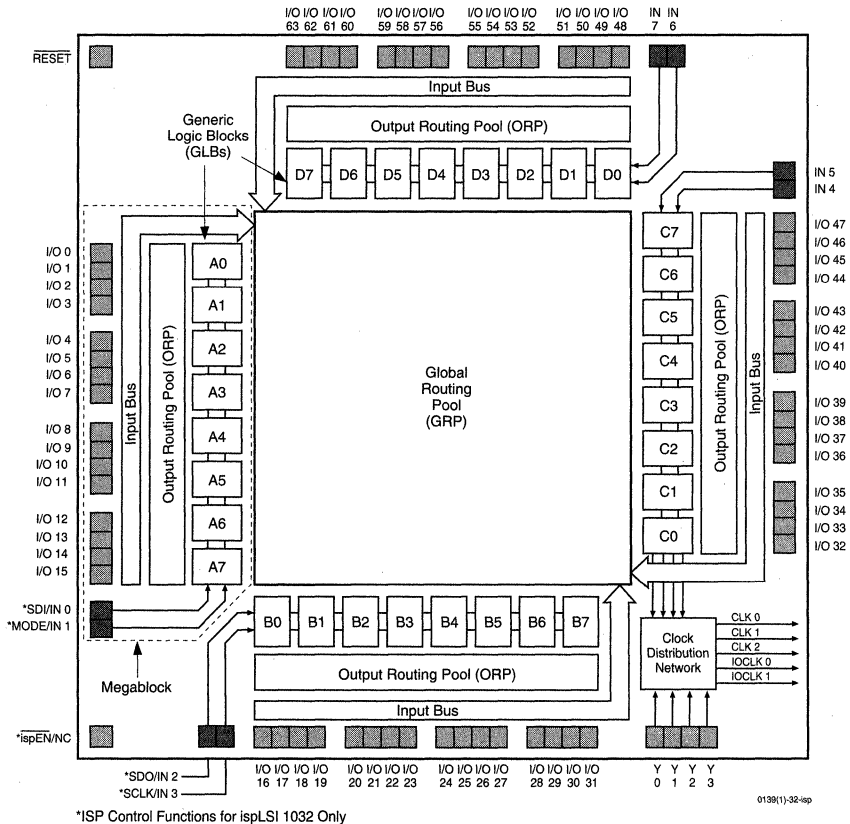 I/O I/O I/O I/O
63 62 61 60
I/O I/O I/O I/O
59 58 57 56
I/O I/O I/O I/O
55 54 53 52
I/O I/O I/O I/O
51 50 49 48
IN IN
7 6
RESET
Input Bus
Output Routing Pool (ORP)
Generic
Logic Blocks
(GLBs)
D7 D6 D5 D4 D3 D2 D1 D0
IN 5
IN 4
I/O 0
I/O 1
I/O 2
I/O 3
I/O 4
I/O 5
I/O 6
I/O 7
I/O 8
I/O 9
I/O 10
I/O 11
I/O 12
I/O 13
I/O 14
I/O 15
*SDI/IN 0
*MODE/IN 1
Input Bus
Output Routing Pool (ORP)
A0
A1
A2
A3
A4
A5
A6
A7
Global
Routing
Pool
(GRP)
C7
C6
C5
C4
C3
C2
C1
C0
Output Routing Pool (ORP)
Input Bus
I/O 47
I/O 46
I/O 45
I/O 44
I/O 43
I/O 42
I/O 41
I/O 40
I/O 39
I/O 38
I/O 37
I/O 36
I/O 35
I/O 34
I/O 33
I/O 32
Megablock
B0 B1 B2 B3 B4 B5 B6 B7
Output Routing Pool (ORP)
Input Bus
Clock
Distribution
Network
CLK 0
CLK 1
CLK 2
IOCLK 0
IOCLK 1
*ispEN/NC
*SDO/IN 2
*SCLK/IN 3
I/O I/O I/O I/O
16 17 18 19
I/O I/O I/O I/O
20 21 22 23
I/O I/O I/O I/O
24 25 26 27
I/O I/O I/O I/O
28 29 30 31
Y Y Y Y
0 1 2 3
0139(1)-32-isp
*ISP Control Functions for ispLSI 1032 Only